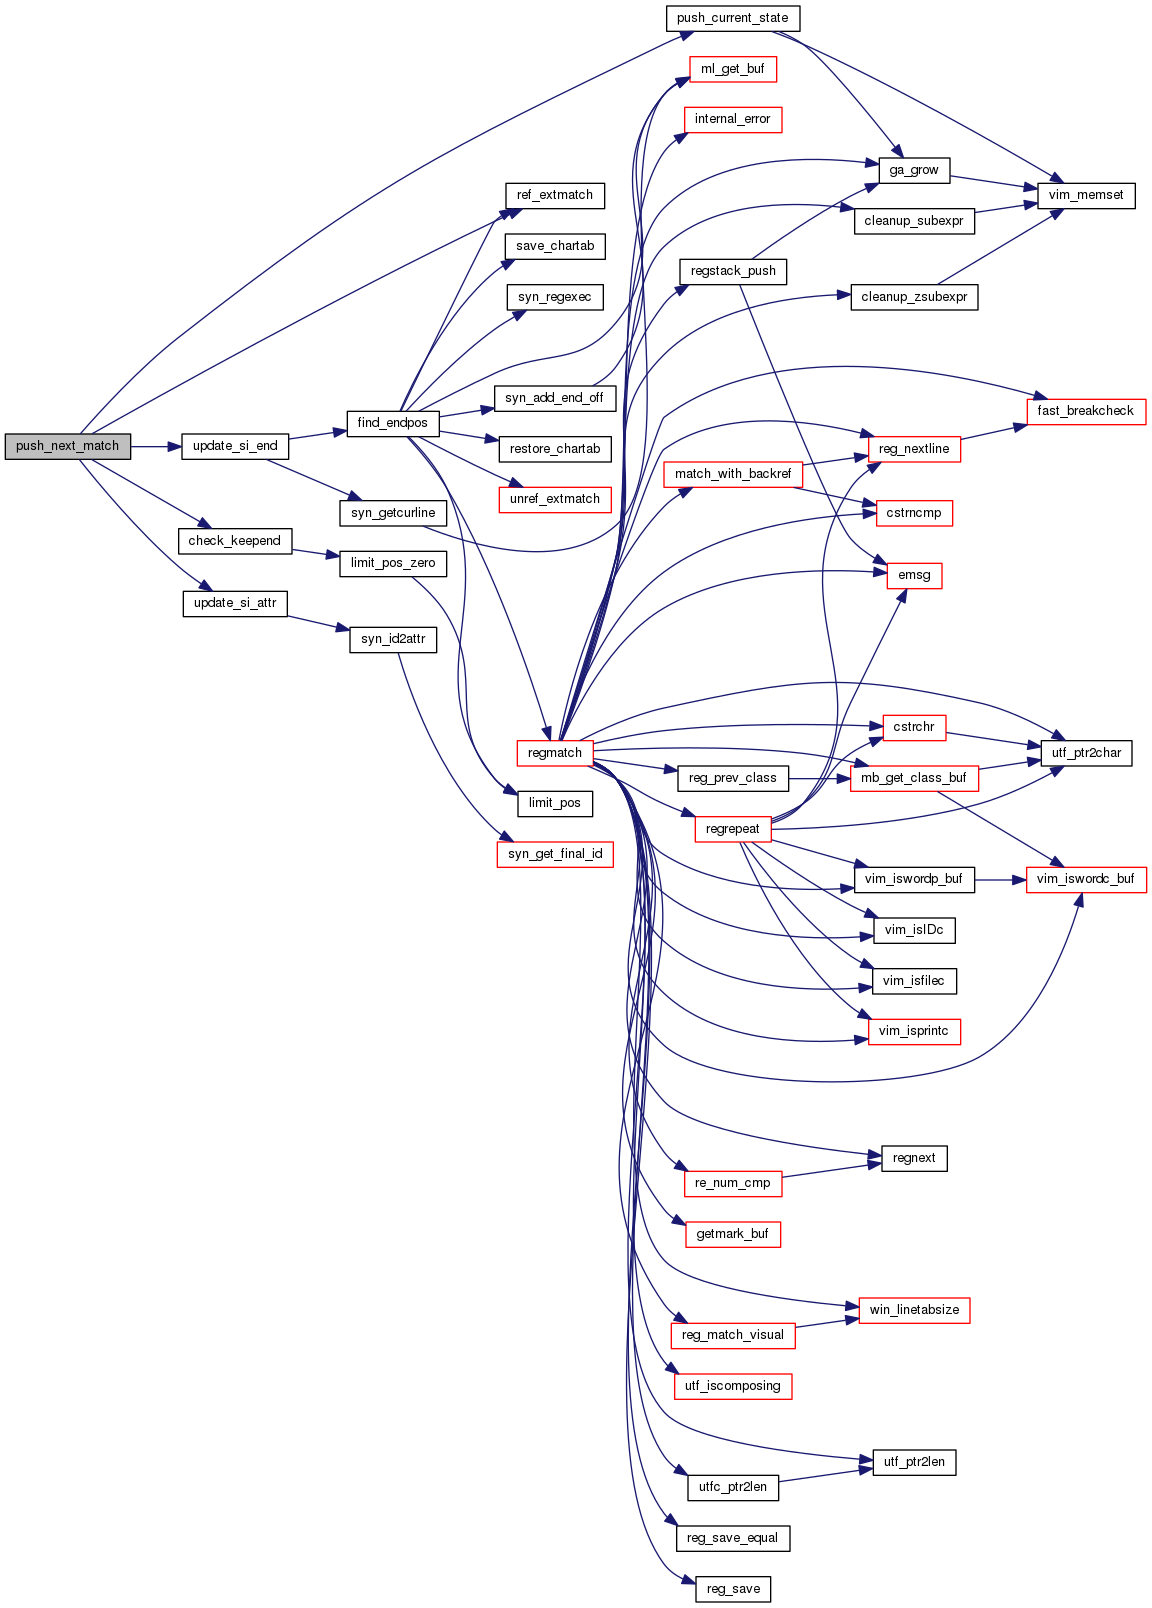 push_current_state
ml_get_buf
internal_error
ga_grow
ref_extmatch
vim_memset
cleanup_subexpr
save_chartab
regstack_push
syn_regexec
cleanup_zsubexpr
syn_add_end_off
fast_breakcheck
find_endpos
push_next_match
update_si_end
restore_chartab
reg_nextline
match_with_backref
unref_extmatch
syn_getcurline
cstrncmp
check_keepend
limit_pos_zero
emsg
update_si_attr
syn_id2attr
cstrchr
regmatch
utf_ptr2char
reg_prev_class
mb_get_class_buf
limit_pos
regrepeat
syn_get_final_id
vim_iswordp_buf
vim_iswordc_buf
vim_isIDc
vim_isfilec
vim_isprintc
regnext
re_num_cmp
getmark_buf
win_linetabsize
reg_match_visual
utf_iscomposing
utf_ptr2len
utfc_ptr2len
reg_save_equal
reg_save